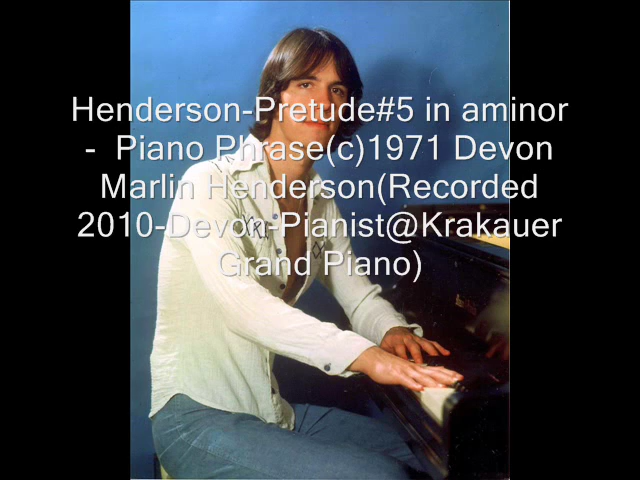 Henderson-Pretude#5 in aminor
- Piano Phrase(c)1971 Devon
Marlin Henderson(Recorded
2010-Devon-Pianist@Krakauer
Grand Piano)